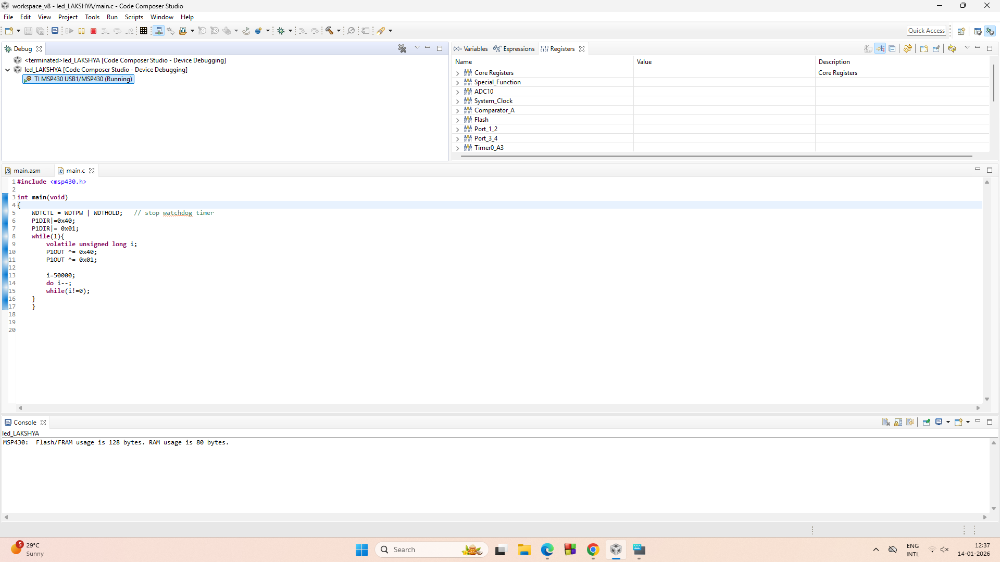 workspace_v8 - led_LAKSHYA/main.c - Code Composer Studio
File Edit View Project Tools Run Scripts Window Help
Quick Access
Debug
<terminated>led_LAKSHYA [Code Composer Studio - Device Debugging]
led_LAKSHYA [Code Composer Studio - Device Debugging]
TI MSP430 USB1/MSP430 (Running)
(x)= Variables Expressions Registers
Name Value Description
Core Registers Core Registers
Special_Function
ADC10
System_Clock
Comparator_A
Flash
Port_1_2
Port_3_4
Timer0_A3
main.asm main.c
1 #include <msp430.h>
2
3 int main(void)
4 {
5     WDTCTL = WDTPW | WDTHOLD;   // stop watchdog timer
6     P1DIR|=0x40;
7     P1DIR|= 0x01;
8     while(1){
9         volatile unsigned long i;
10         P1OUT ^= 0x40;
11         P1OUT ^= 0x01;
12
13         i=50000;
14         do i--;
15         while(i!=0);
16     }
17     }
18
19
20
Console
led_LAKSHYA
MSP430:  Flash/FRAM usage is 128 bytes. RAM usage is 80 bytes.
5
29°C
Sunny
Search
ENG
INTL
12:37
14-01-2026